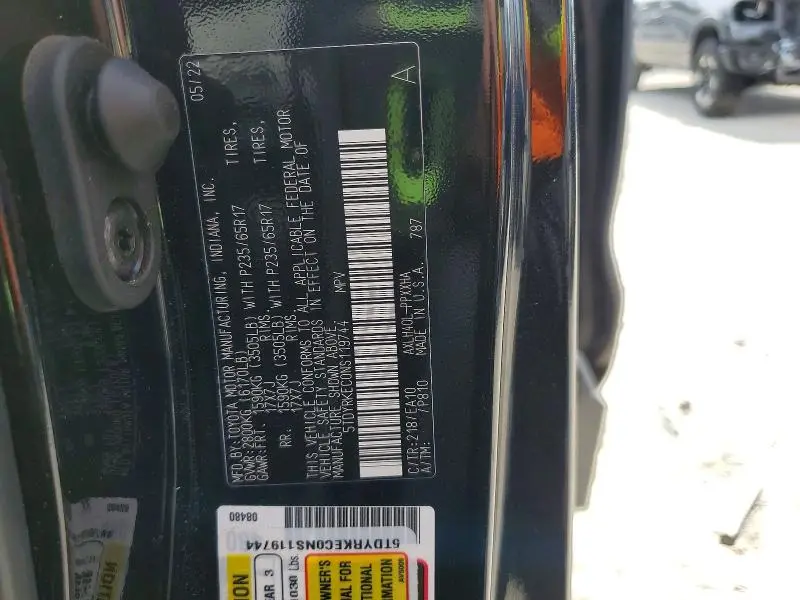 MFD BY:TOYOTA MOTOR MANUFACTURING, INDIANA, INC. 05/22
GVWR:2800KG (6170LB)
GAWR:FRT. 1590KG (3505LB) WITH P235/65R17 TIRES,
17X7J RIMS.
RR. 1590KG (3505LB) WITH P235/65R17 TIRES,
17X7J RIMS.
THIS VEHICLE CONFORMS TO ALL APPLICABLE FEDERAL MOTOR
VEHICLE SAFETY STANDARDS IN EFFECT ON THE DATE OF
MANUFACTURE SHOWN ABOVE.
5TDYRKEC0NS119744 MPV
A
C/TR:218/EA10 AXLH40L-PPXXHA
A/TM: /P810 MADE IN U.S.A. 787
08480
5TDYRKEC0NS119744